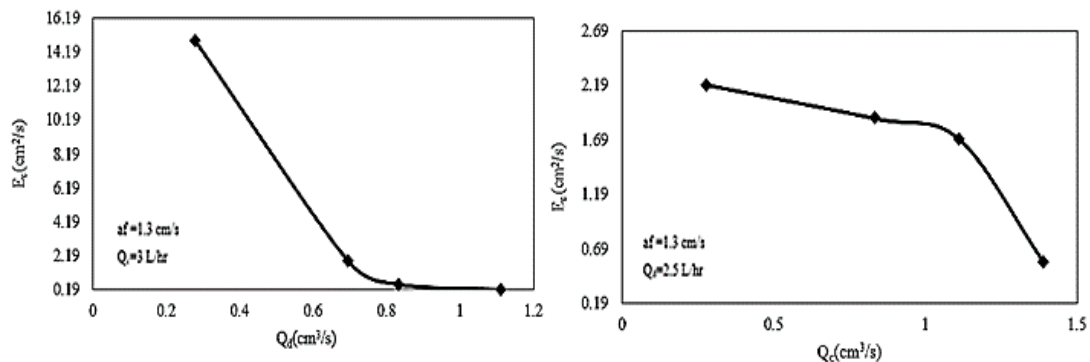 16.19
14.19
12.19
10.19
8.19
6.19
4.19
2.19
0.19
Ec(cm²/s)
af=1.3 cm/s
Qc=3 L/hr
0 0.2 0.4 0.6 0.8 1 1.2
Qd(cm³/s)
2.69
2.19
1.69
1.19
0.69
0.19
Ec(cm²/s)
af=1.3 cm/s
Qd=2.5 L/hr
0 0.5 1 1.5
Qc(cm³/s)